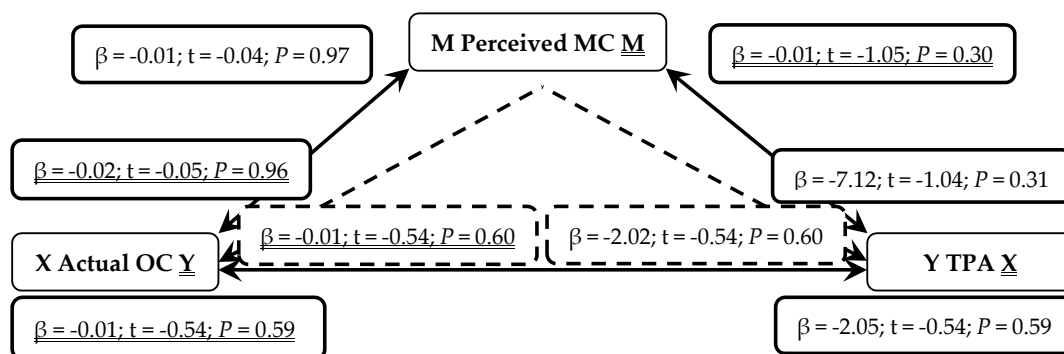 β = -0.01; t = -0.04; P = 0.97
M Perceived MC M
β = -0.01; t = -1.05; P = 0.30
β = -0.02; t = -0.05; P = 0.96
β = -7.12; t = -1.04; P = 0.31
β = -0.01; t = -0.54; P = 0.60
β = -2.02; t = -0.54; P = 0.60
X Actual OC Y
Y TPA X
β = -0.01; t = -0.54; P = 0.59
β = -2.05; t = -0.54; P = 0.59